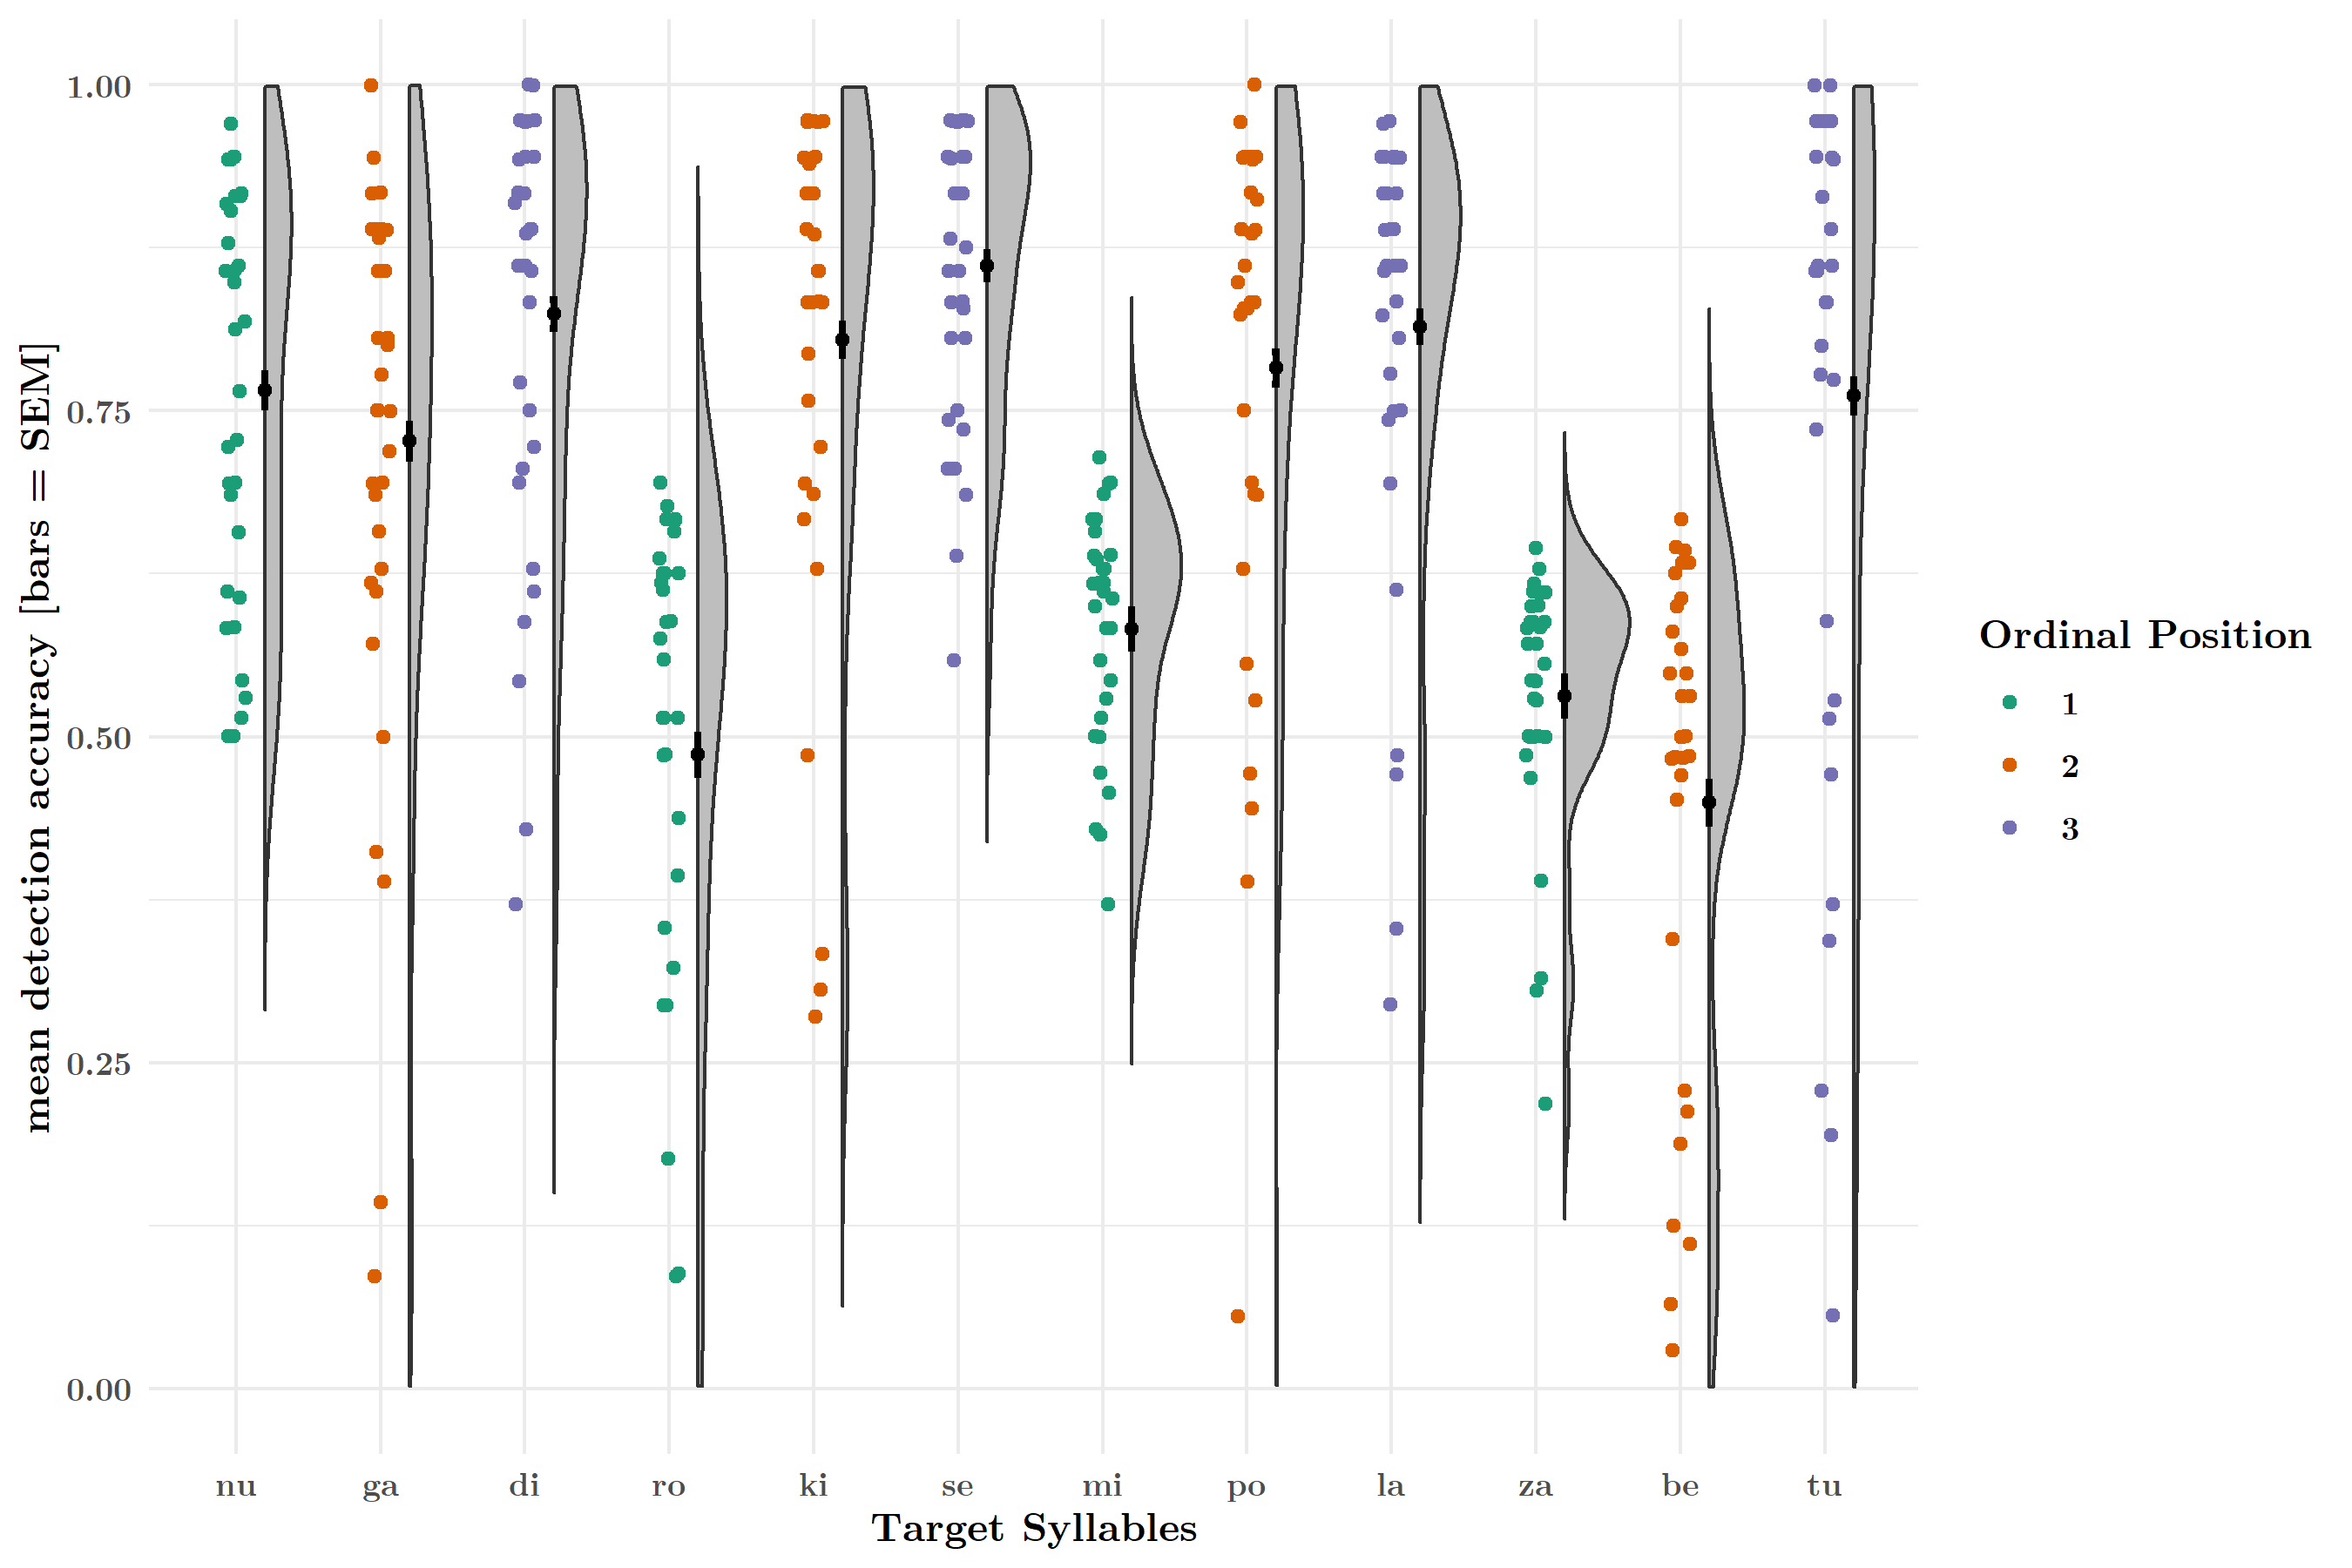 mean detection accuracy [bars = SEM]
1.00
0.75
0.50
0.25
0.00
nu ga di ro ki se mi po la za be tu
Target Syllables
Ordinal Position
1
2
3